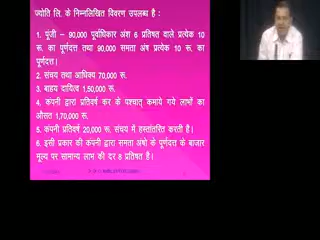 ज्योति लि. के निम्नलिखित विवरण उपलब्ध है :
1. पूंजी – 90,000 पूर्वाधिकार अंश 6 प्रतिषत वाले प्रत्येक 10
रू. का पूर्णदत्त तथा 90,000 समता अंष प्रत्येक 10 रू. का
पूर्णदत्त।
2. संचय तथा आधिक्य 70,000 रू.
3. बाहय दायित्व 1,50,000 रू.
4. कंपनी द्वारा प्रतिवर्ष कर के पश्चात् कमाये गये लाभों का
औसत 1,70,000 रू.
5. कंपनी प्रतिवर्ष 20,000 रू. संचय में हस्तांतरित करती है।
6. इसी प्रकार की कंपनी द्वारा समता अंषो के पूर्णदत्त के बाजार
मूल्य पर सामान्य लाभ की दर 8 प्रतिषत है।